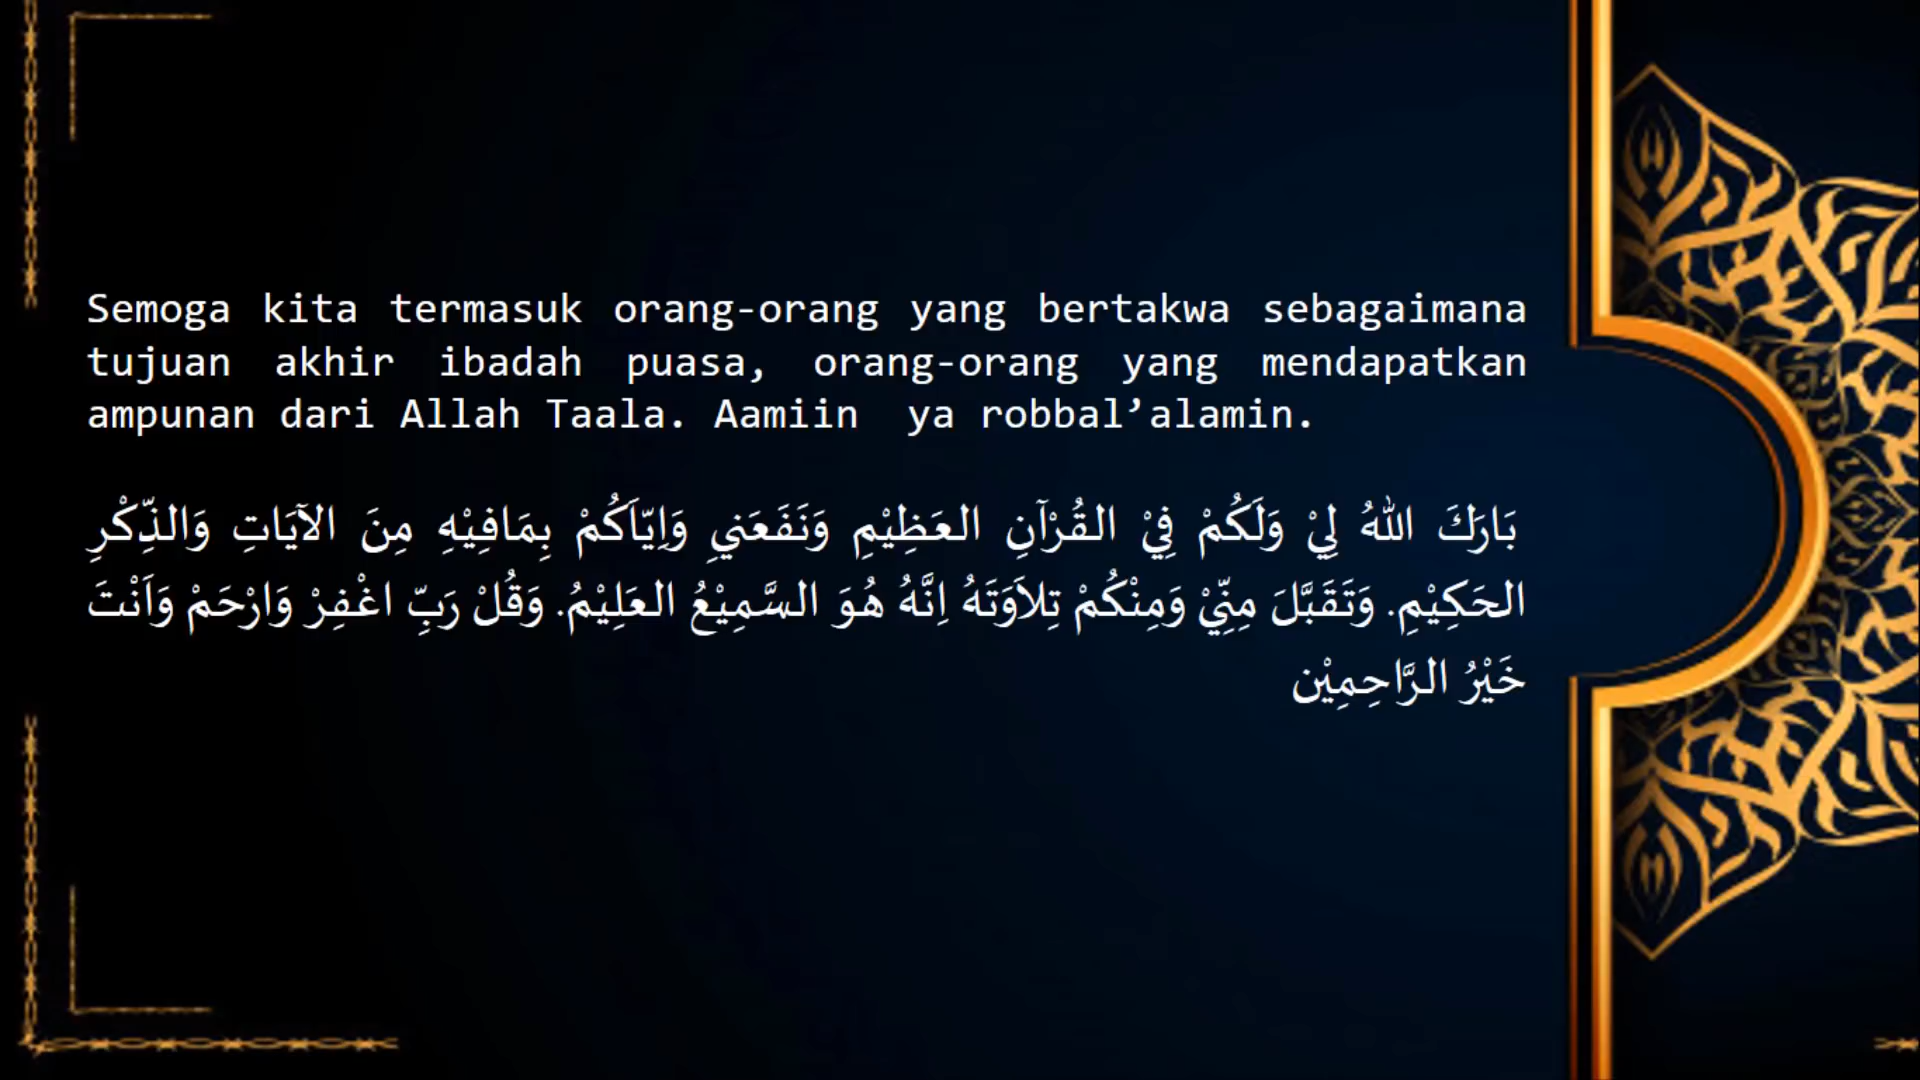 Semoga kita termasuk orang-orang yang bertakwa sebagaimana
tujuan akhir ibadah puasa, orang-orang yang mendapatkan
ampunan dari Allah Taala. Aamiin  ya robbal’alamin.
بَارَكَ اللهُ لِيْ وَلَكُمْ فِيْ القُرْآنِ العَظِيْمِ وَنَفَعَنيِ وَاِيّاَكُمْ بِمَافِيْهِ مِنَ الآيَاتِ وَالذِّكْرِ
الحَكِيْمِ. وَتَقَبَّلَ مِنِّيْ وَمِنْكُمْ تِلاَوَتَهُ اِنَّهُ هُوَ السَّمِيْعُ العَلِيْمُ. وَقُلْ رَبِّ اغْفِرْ وَارْحَمْ وَاَنْتَ
خَيْرُ الرَّاحِمِيْن